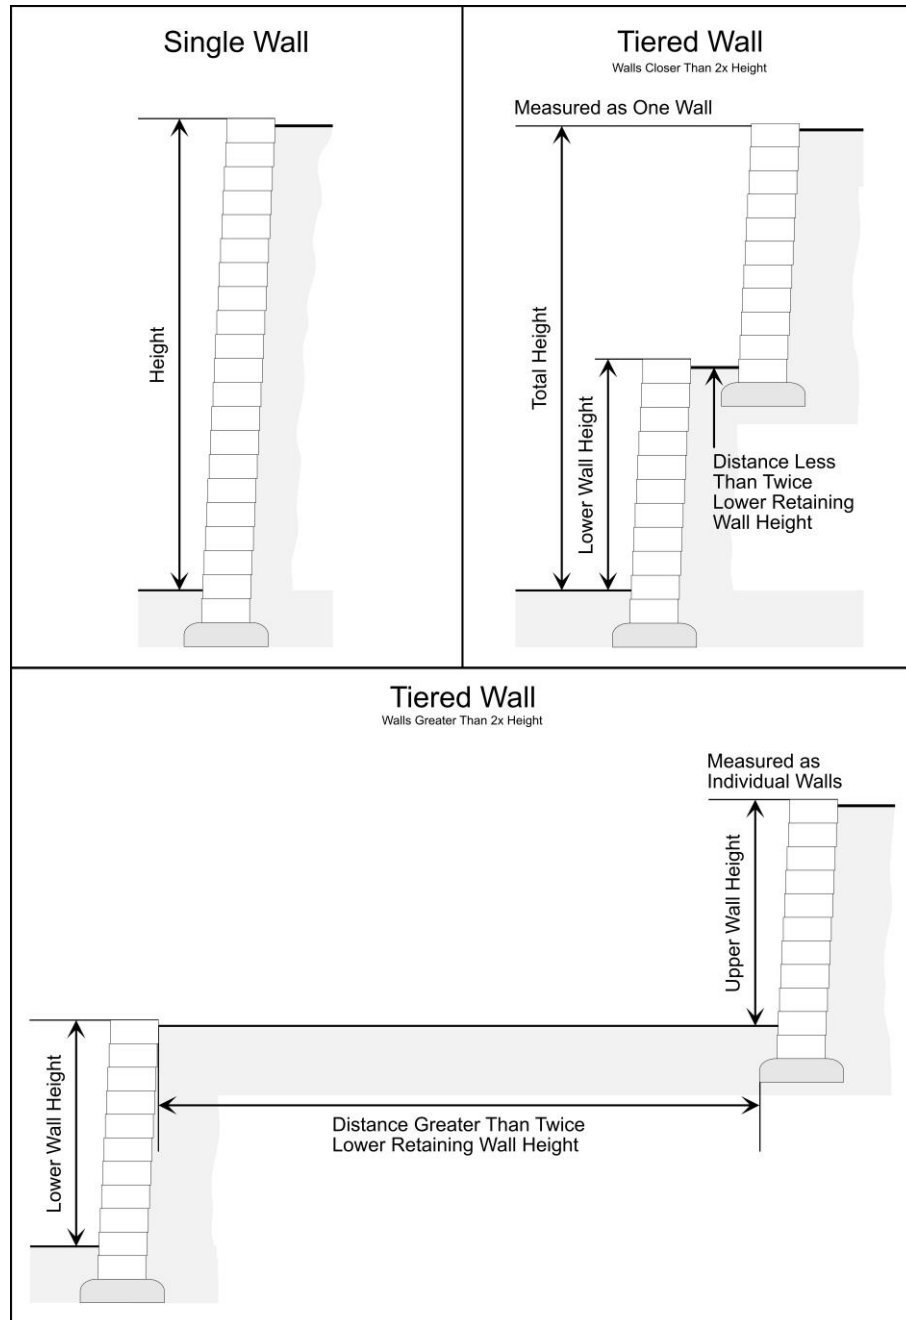 Single Wall
Height
Tiered Wall
Walls Closer Than 2x Height
Measured as One Wall
Total Height
Lower Wall Height
Distance Less
Than Twice
Lower Retaining
Wall Height
Tiered Wall
Walls Greater Than 2x Height
Measured as
Individual Walls
Upper Wall Height
Lower Wall Height
Distance Greater Than Twice
Lower Retaining Wall Height